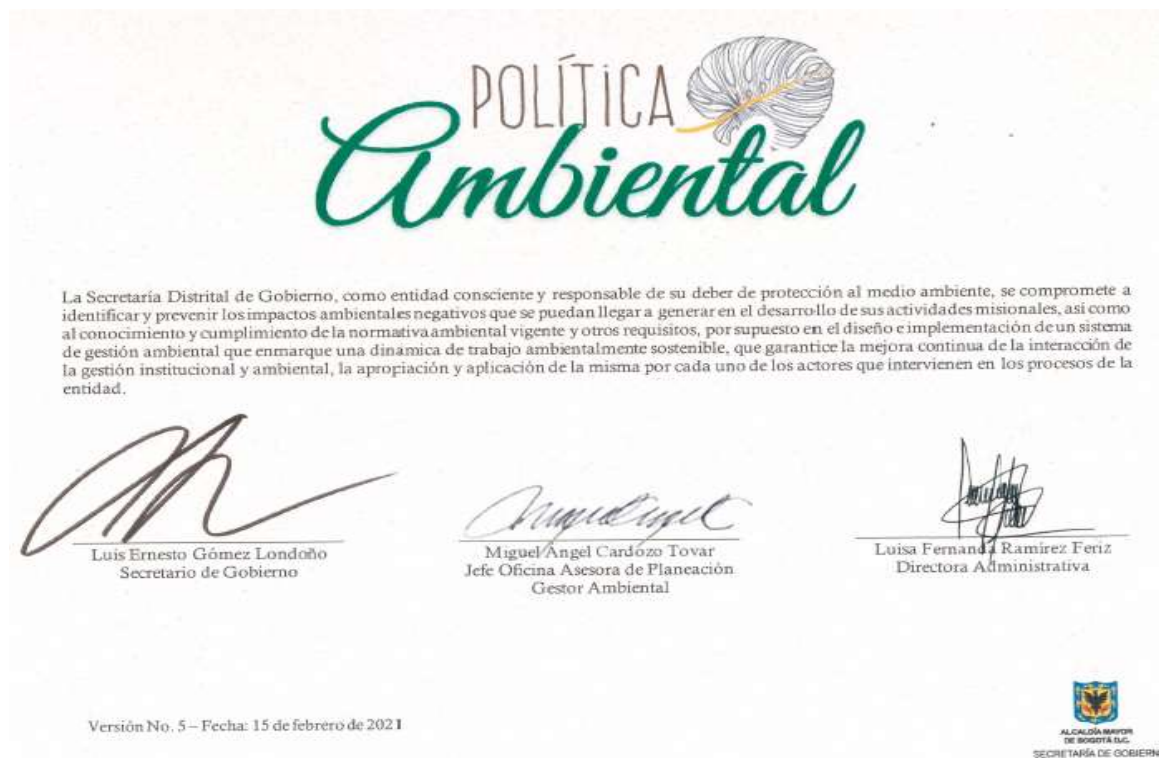 POLÍTICA
Ambiental
La Secretaría Distrital de Gobierno, como entidad consciente y responsable de su deber de protección al medio ambiente, se compromete a
identificar y prevenir los impactos ambientales negativos que se puedan llegar a generar en el desarrollo de sus actividades misionales, así como
al conocimiento y cumplimiento de la normativa ambiental vigente y otros requisitos, por supuesto en el diseño e implementación de un sistema
de gestión ambiental que enmarque una dinamica de trabajo ambientalmente sostenible, que garantice la mejora continua de la interacción de
la gestión institucional y ambiental, la apropiación y aplicación de la misma por cada uno de los actores que intervienen en los procesos de la
entidad.
Luis Ernesto Gómez Londoño
Secretario de Gobierno
Miguel Ángel Cardozo Tovar
Jefe Oficina Asesora de Planeación
Gestor Ambiental
Luisa Fernanda Ramírez Feriz
Directora Administrativa
Versión No. 5 – Fecha: 15 de febrero de 2021
ALCALDÍA MAYOR
DE BOGOTÁ D.C.
SECRETARÍA DE GOBIERN